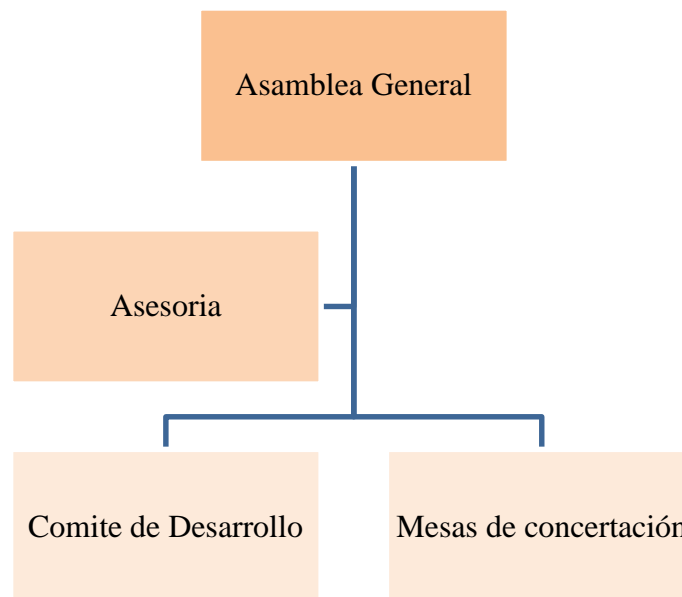 Asamblea General
Asesoria
Comite de Desarrollo
Mesas de concertación